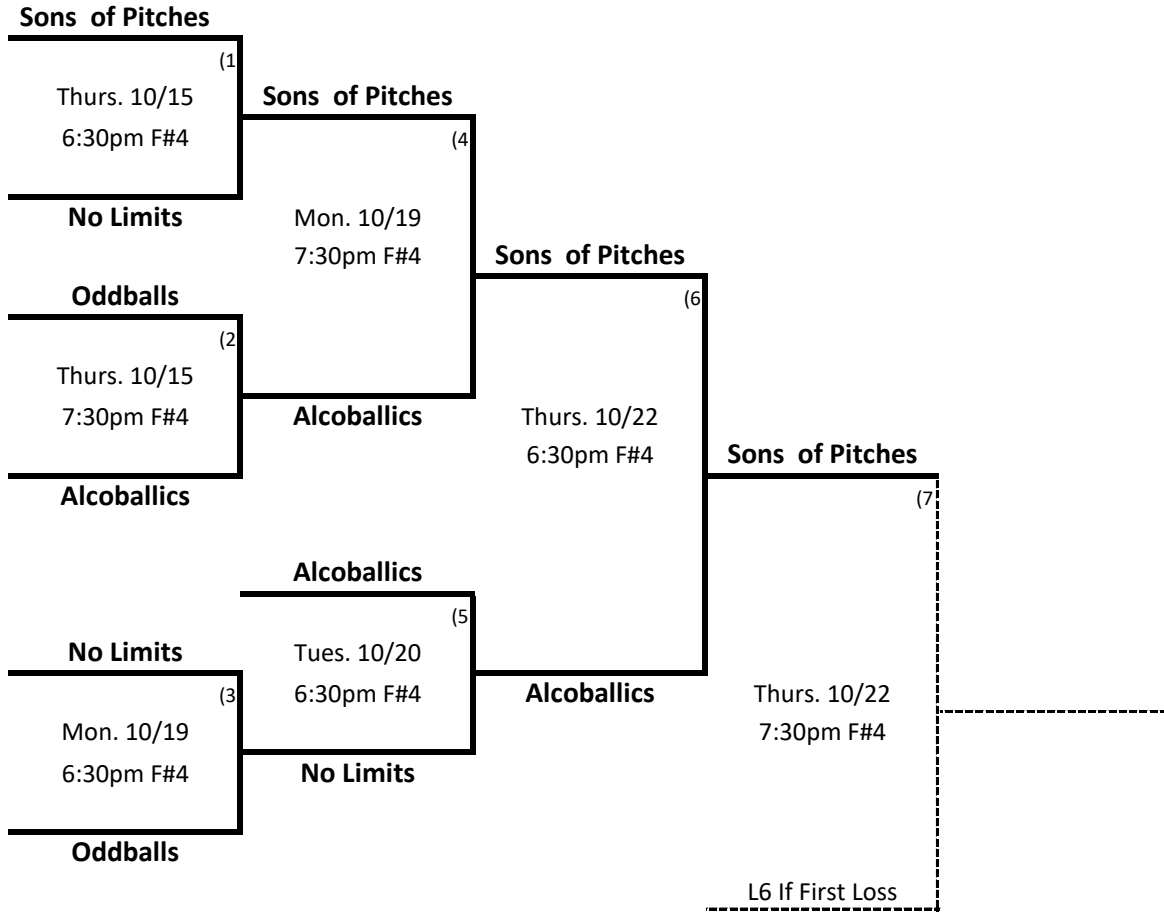 Sons of Pitches
(1
Thurs. 10/15
6:30pm F#4
No Limits
Sons of Pitches
(4
Mon. 10/19
7:30pm F#4
Oddballs
(2
Thurs. 10/15
7:30pm F#4
Alcoballics
Alcoballics
Sons of Pitches
(6
Thurs. 10/22
6:30pm F#4
Sons of Pitches
(7
Alcoballics
(5
Tues. 10/20
6:30pm F#4
No Limits
No Limits
(3
Mon. 10/19
6:30pm F#4
Oddballs
Alcoballics
Thurs. 10/22
7:30pm F#4
L6 If First Loss